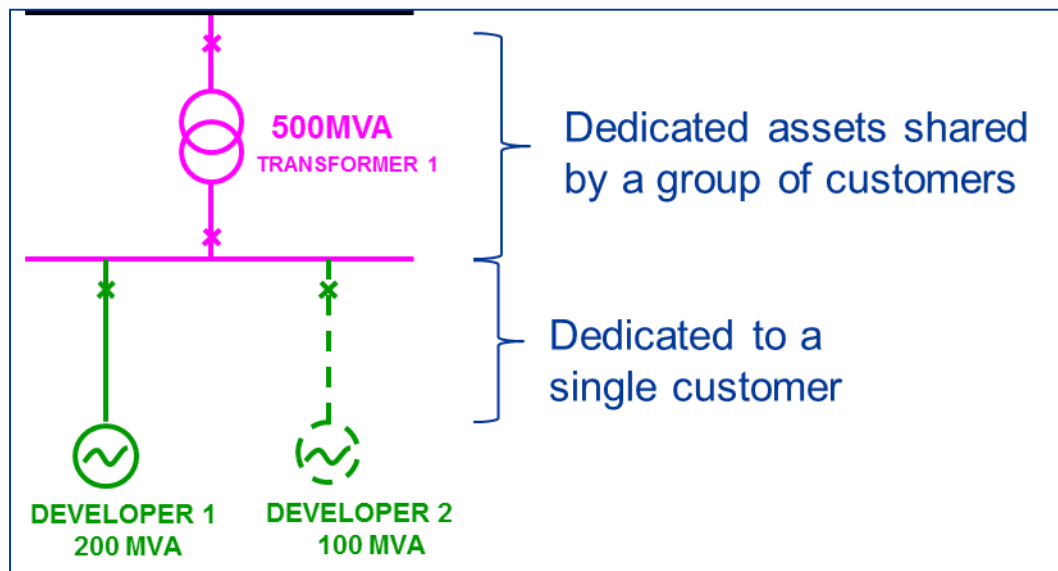 500MVA
TRANSFORMER 1
Dedicated assets shared
by a group of customers
Dedicated to a
single customer
DEVELOPER 1
200 MVA
DEVELOPER 2
100 MVA